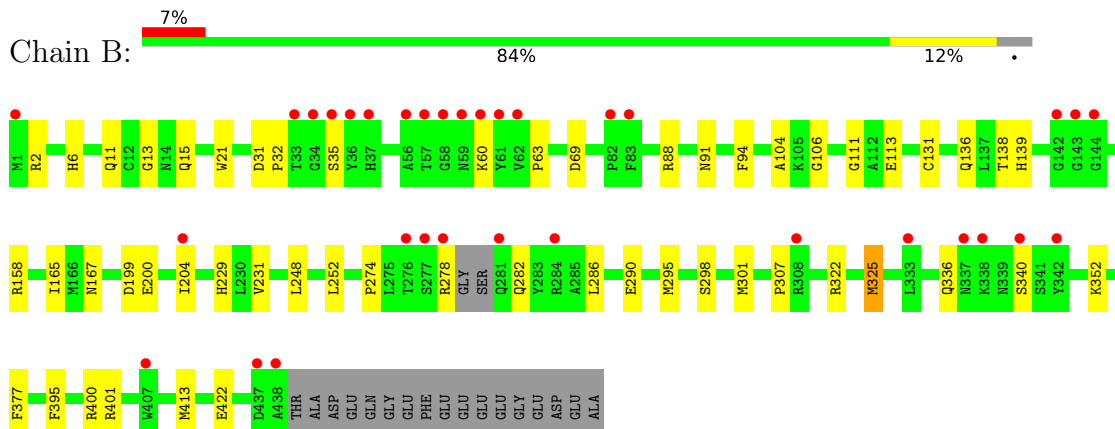 7%
Chain B:
84% 12% •
M1 R2 H6 Q11 C12 G13 N14 Q15 W21 D31 P32 T33 G34 S35 Y36 H37 A56 T57 G58 N59 K60 Y61 V62 P63 D69 P82 F83 R88 N91 F94 A104 K105 G106 G111 A112 E113 C131 Q136 L137 T138 H139 G142 G143 G144
R158 I165 M166 N167 D199 E200 I204 H229 L230 V231 L248 L252 P274 L275 T276 S277 R278 GLY SER Q281 Q282 Y283 R284 A285 L286 E290 M295 S298 M301 P307 R308 R322 M325 L333 Q336 N337 K338 N339 S340 S341 Y342 K352
F377 F395 R400 R401 W407 M413 E422 D437 A438 THR ALA ASP GLU GLN GLY GLU PHE GLU GLU GLU GLU GLY GLU ASP GLU ALA